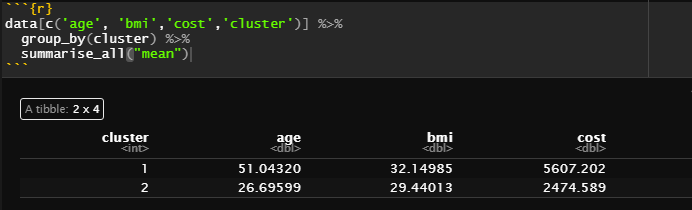 ```{r}
data[c('age', 'bmi','cost','cluster')] %>%
  group_by(cluster) %>%
  summarise_all("mean")
```
A tibble: 2 x 4
cluster age bmi cost
<int> <dbl> <dbl> <dbl>
1 51.04320 32.14985 5607.202
2 26.69599 29.44013 2474.589